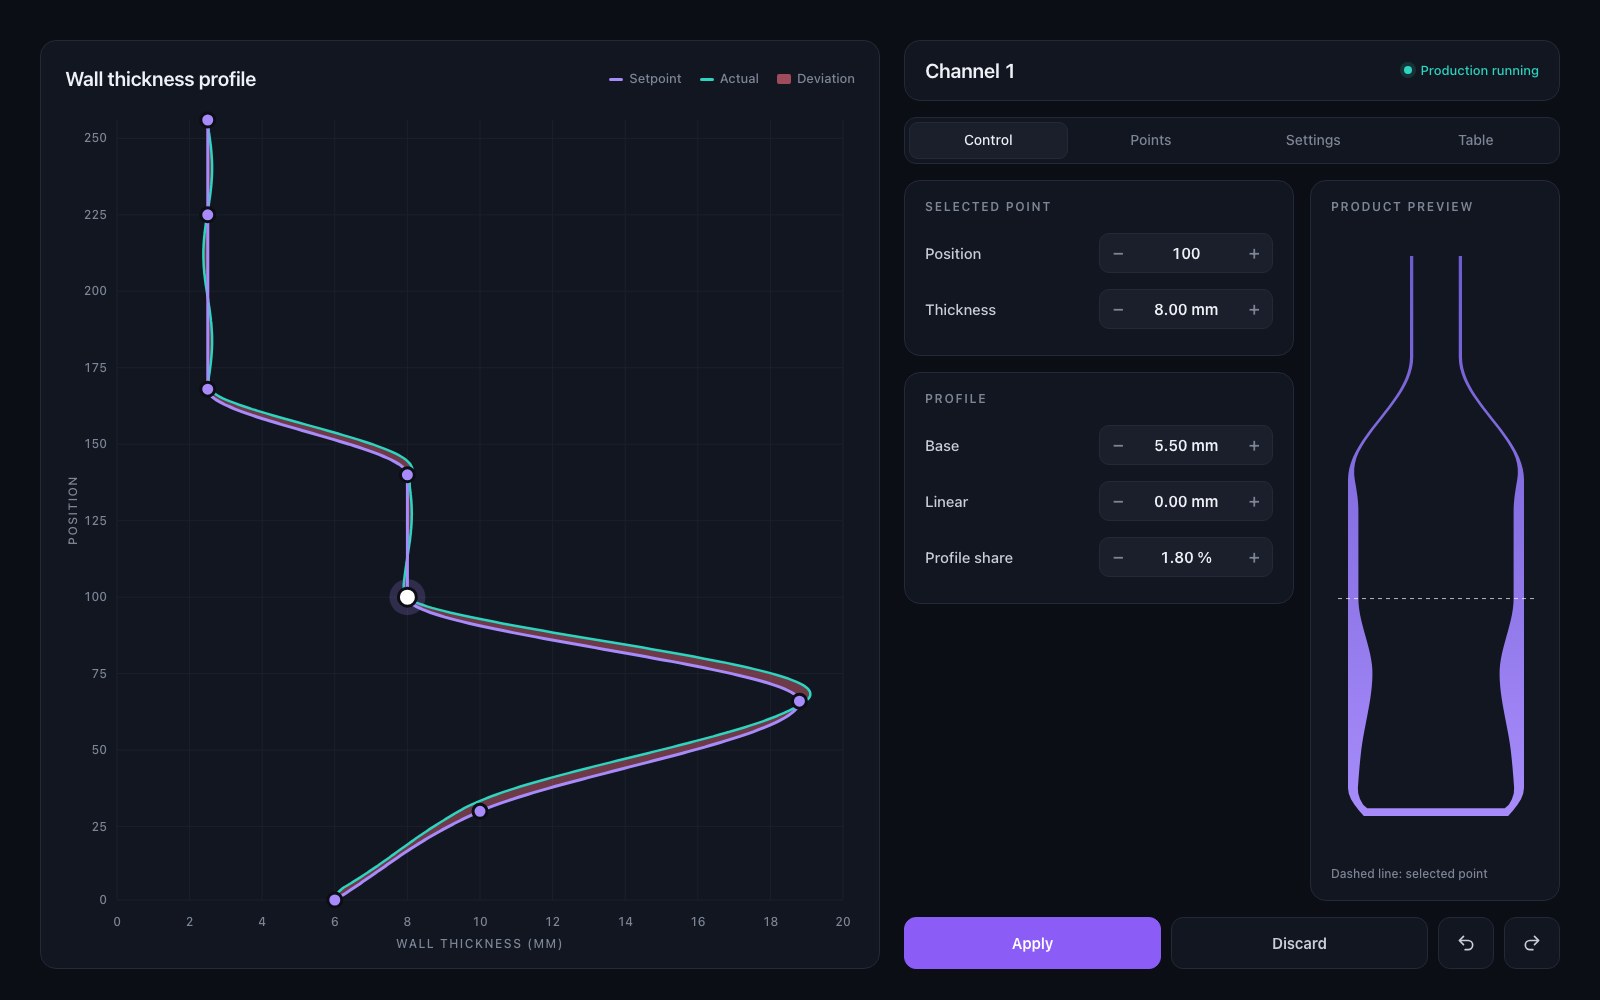 Wall thickness profile
Setpoint
Actual
Deviation
250
225
200
175
150
125
100
75
50
25
0
POSITION
0 2 4 6 8 10 12 14 16 18 20
WALL THICKNESS (MM)
Channel 1
Production running
Control
Points
Settings
Table
SELECTED POINT
Position − 100 +
Thickness − 8.00 mm +
PROFILE
Base − 5.50 mm +
Linear − 0.00 mm +
Profile share − 1.80 % +
PRODUCT PREVIEW
Dashed line: selected point
Apply
Discard